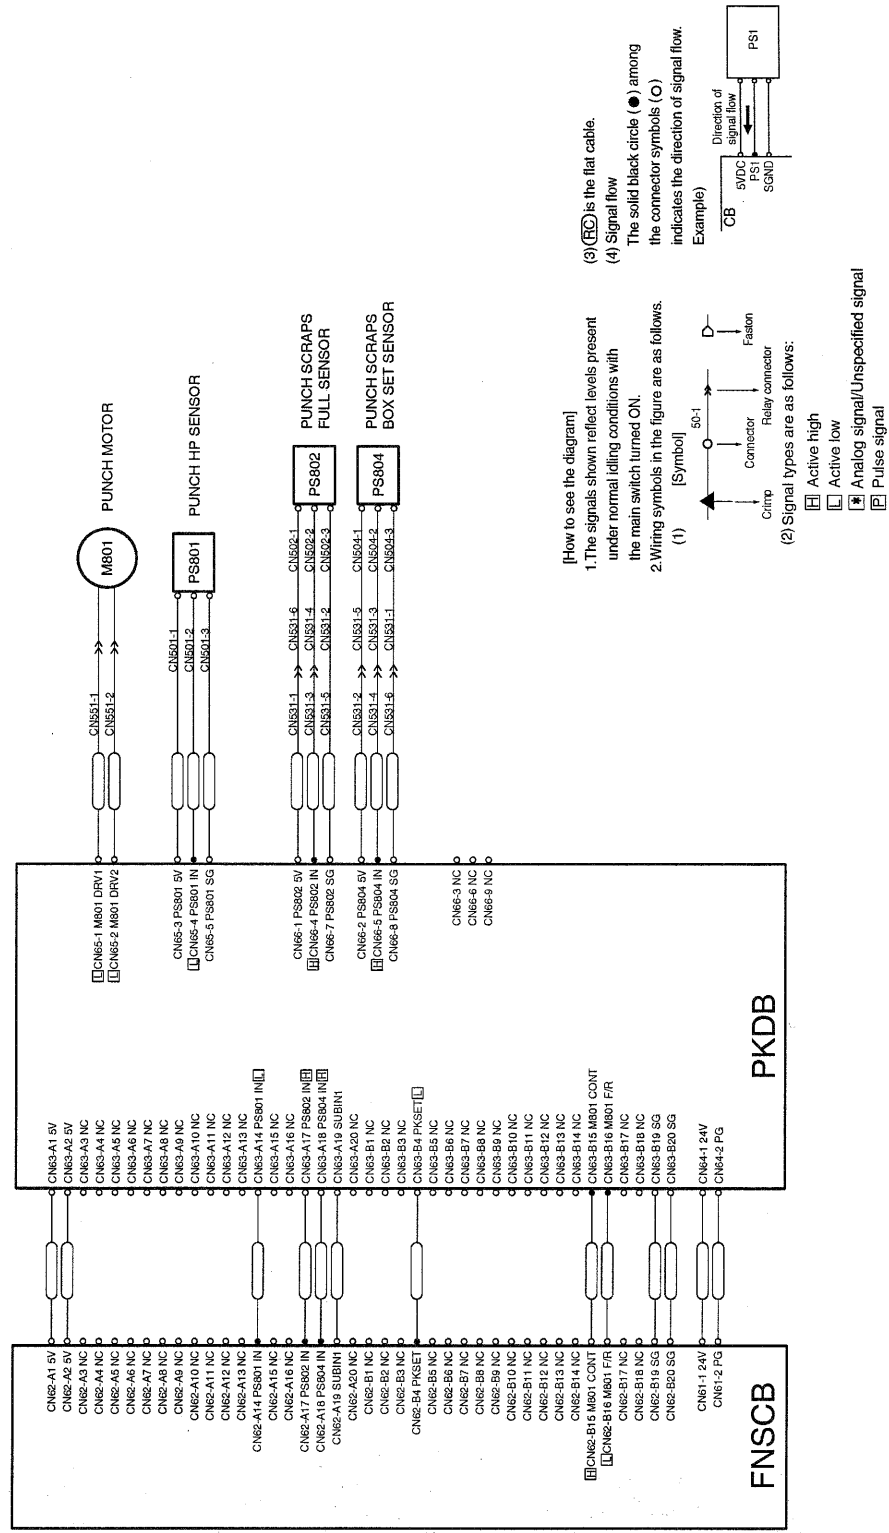 FNSCB
CN62-A1 5V
CN62-A2 5V
CN62-A3 NC
CN62-A4 NC
CN62-A5 NC
CN62-A6 NC
CN62-A7 NC
CN62-A8 NC
CN62-A9 NC
CN62-A10 NC
CN62-A11 NC
CN62-A12 NC
CN62-A13 NC
CN62-A14 PS801 IN
CN62-A15 NC
CN62-A16 NC
CN62-A17 PS802 IN
CN62-A18 PS804 IN
CN62-A19 SUBIN1
CN62-A20 NC
CN62-B1 NC
CN62-B2 NC
CN62-B3 NC
CN62-B4 PKSET
CN62-B5 NC
CN62-B6 NC
CN62-B7 NC
CN62-B8 NC
CN62-B9 NC
CN62-B10 NC
CN62-B11 NC
CN62-B12 NC
CN62-B13 NC
CN62-B14 NC
H CN62-B15 M801 CONT
L CN62-B16 M801 F/R
CN62-B17 NC
CN62-B18 NC
CN62-B19 SG
CN62-B20 SG
CN61-1 24V
CN61-2 PG
PKDB
CN63-A1 5V
CN63-A2 5V
CN63-A3 NC
CN63-A4 NC
CN63-A5 NC
CN63-A6 NC
CN63-A7 NC
CN63-A8 NC
CN63-A9 NC
CN63-A10 NC
CN63-A11 NC
CN63-A12 NC
CN63-A13 NC
CN63-A14 PS801 IN L
CN63-A15 NC
CN63-A16 NC
CN63-A17 PS802 IN H
CN63-A18 PS804 IN H
CN63-A19 SUBIN1
CN63-A20 NC
CN63-B1 NC
CN63-B2 NC
CN63-B3 NC
CN63-B4 PKSET L
CN63-B5 NC
CN63-B6 NC
CN63-B7 NC
CN63-B8 NC
CN63-B9 NC
CN63-B10 NC
CN63-B11 NC
CN63-B12 NC
CN63-B13 NC
CN63-B14 NC
CN63-B15 M801 CONT
CN63-B16 M801 F/R
CN63-B17 NC
CN63-B18 NC
CN63-B19 SG
CN63-B20 SG
CN64-1 24V
CN64-2 PG
L CN65-1 M801 DRV1
L CN65-2 M801 DRV2
CN65-3 PS801 5V
L CN65-4 PS801 IN
CN65-5 PS801 SG
CN66-1 PS802 5V
H CN66-4 PS802 IN
CN66-7 PS802 SG
CN66-2 PS804 5V
H CN66-5 PS804 IN
CN66-8 PS804 SG
CN66-3 NC
CN66-6 NC
CN66-9 NC
CN551-1
CN551-2
M801
PUNCH MOTOR
CN501-1
CN501-2
CN501-3
PS801
PUNCH HP SENSOR
CN531-1 CN531-6 CN502-1
CN531-3 CN531-4 CN502-2
CN531-5 CN531-2 CN502-3
PS802
PUNCH SCRAPS
FULL SENSOR
CN531-2 CN531-5 CN504-1
CN531-4 CN531-3 CN504-2
CN531-6 CN531-1 CN504-3
PS804
PUNCH SCRAPS
BOX SET SENSOR
[How to see the diagram]
1.The signals shown reflect levels present
under normal idling conditions with
the main switch turned ON.
2.Wiring symbols in the figure are as follows.
(1) [Symbol]
50-1
Crimp
Connector
Relay connector
Faston
(2) Signal types are as follows:
H Active high
L Active low
* Analog signal/Unspecified signal
P Pulse signal
(3) RC is the flat cable.
(4) Signal flow
The solid black circle (●) among
the connector symbols (○)
indicates the direction of signal flow.
Example)
CB
5VDC
PS1
SGND
Direction of
signal flow
PS1